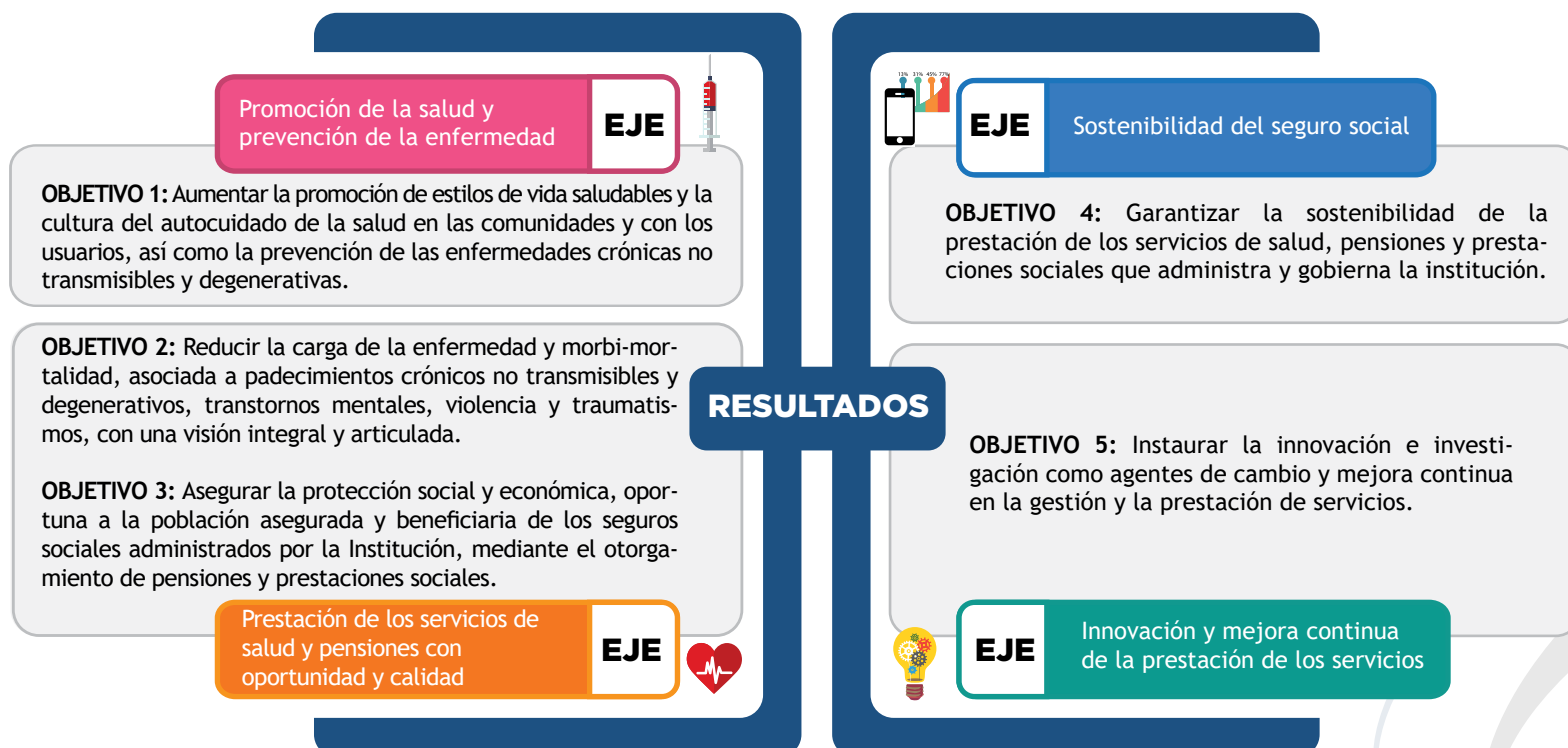 Promoción de la salud y
prevención de la enfermedad
EJE
OBJETIVO 1: Aumentar la promoción de estilos de vida saludables y la
cultura del autocuidado de la salud en las comunidades y con los
usuarios, así como la prevención de las enfermedades crónicas no
transmisibles y degenerativas.
OBJETIVO 2: Reducir la carga de la enfermedad y morbi-mor-
talidad, asociada a padecimientos crónicos no transmisibles y
degenerativos, transtornos mentales, violencia y traumatis-
mos, con una visión integral y articulada.
OBJETIVO 3: Asegurar la protección social y económica, opor-
tuna a la población asegurada y beneficiaria de los seguros
sociales administrados por la Institución, mediante el otorga-
miento de pensiones y prestaciones sociales.
Prestación de los servicios de
salud y pensiones con
oportunidad y calidad
EJE
RESULTADOS
13% 31% 45% 77%
EJE
Sostenibilidad del seguro social
OBJETIVO 4: Garantizar la sostenibilidad de la
prestación de los servicios de salud, pensiones y presta-
ciones sociales que administra y gobierna la institución.
OBJETIVO 5: Instaurar la innovación e investi-
gación como agentes de cambio y mejora continua
en la gestión y la prestación de servicios.
EJE
Innovación y mejora continua
de la prestación de los servicios